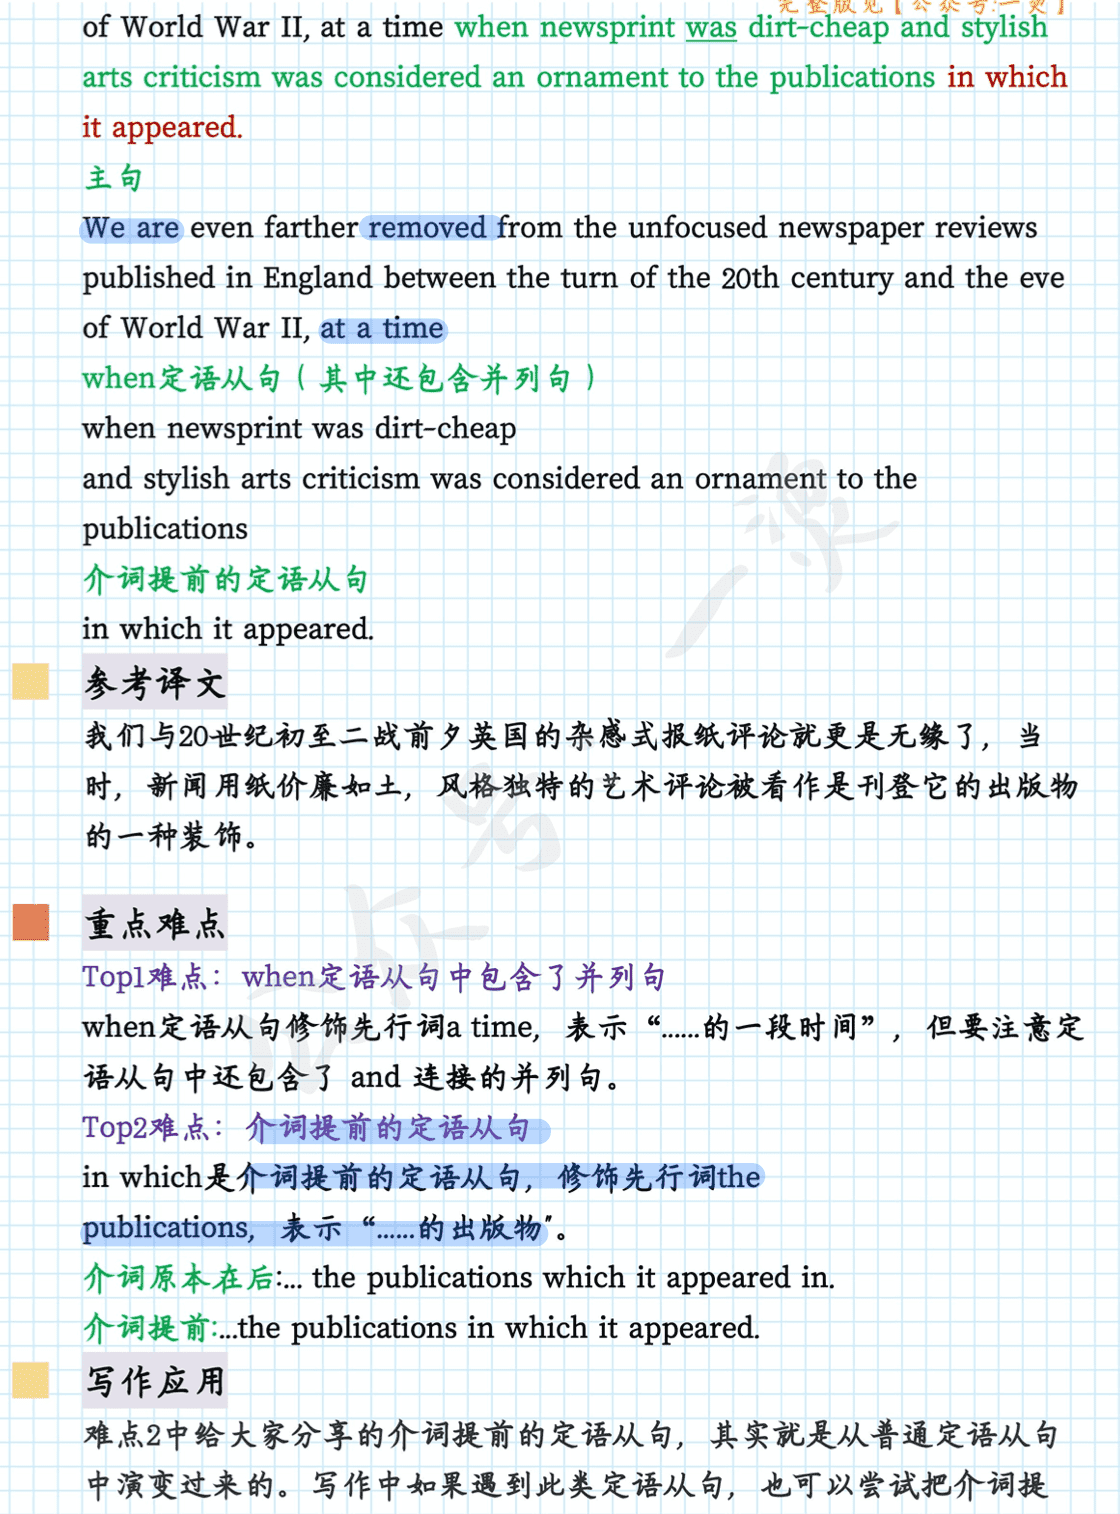 完整版见【公众号:一烫】
of World War II, at a time when newsprint was dirt-cheap and stylish
arts criticism was considered an ornament to the publications in which
it appeared.
主句
We are even farther removed from the unfocused newspaper reviews
published in England between the turn of the 20th century and the eve
of World War II, at a time
when定语从句（其中还包含并列句）
when newsprint was dirt-cheap
and stylish arts criticism was considered an ornament to the
publications
介词提前的定语从句
in which it appeared.
参考译文
我们与20世纪初至二战前夕英国的杂感式报纸评论就更是无缘了，当
时，新闻用纸价廉如土，风格独特的艺术评论被看作是刊登它的出版物
的一种装饰。
重点难点
Top1难点：when定语从句中包含了并列句
when定语从句修饰先行词a time，表示“……的一段时间”，但要注意定
语从句中还包含了 and 连接的并列句。
Top2难点：介词提前的定语从句
in which是介词提前的定语从句，修饰先行词the
publications，表示“……的出版物"。
介词原本在后:... the publications which it appeared in.
介词提前:...the publications in which it appeared.
写作应用
难点2中给大家分享的介词提前的定语从句，其实就是从普通定语从句
中演变过来的。写作中如果遇到此类定语从句，也可以尝试把介词提